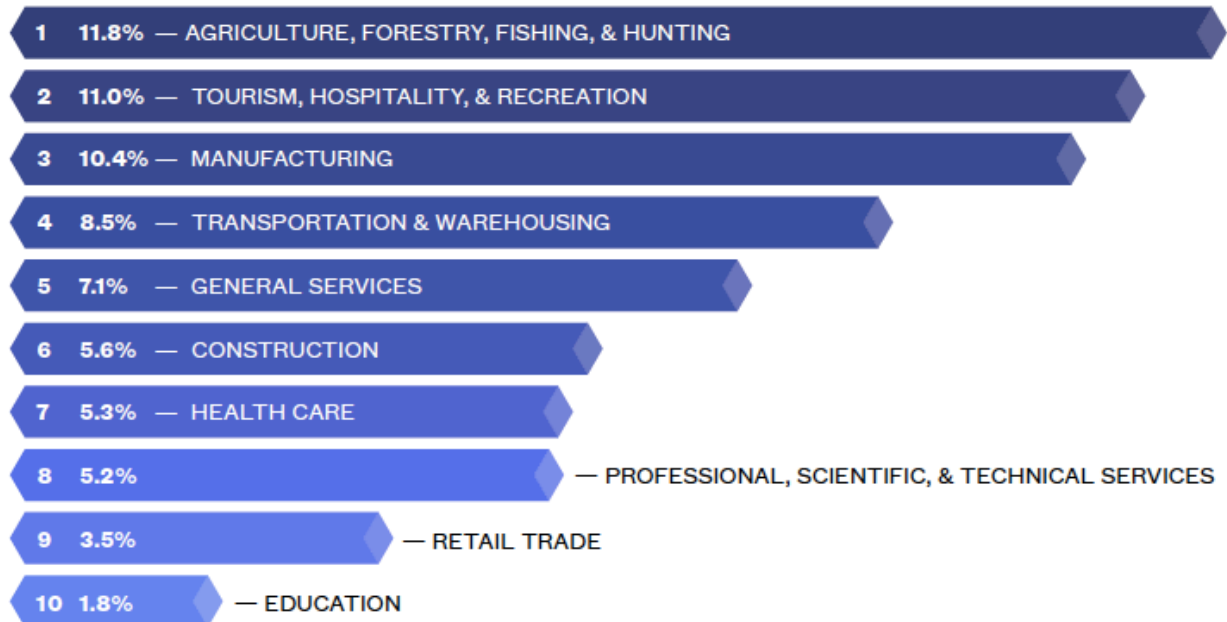 1 11.8% — AGRICULTURE, FORESTRY, FISHING, & HUNTING
2 11.0% — TOURISM, HOSPITALITY, & RECREATION
3 10.4% — MANUFACTURING
4 8.5% — TRANSPORTATION & WAREHOUSING
5 7.1% — GENERAL SERVICES
6 5.6% — CONSTRUCTION
7 5.3% — HEALTH CARE
8 5.2% — PROFESSIONAL, SCIENTIFIC, & TECHNICAL SERVICES
9 3.5% — RETAIL TRADE
10 1.8% — EDUCATION